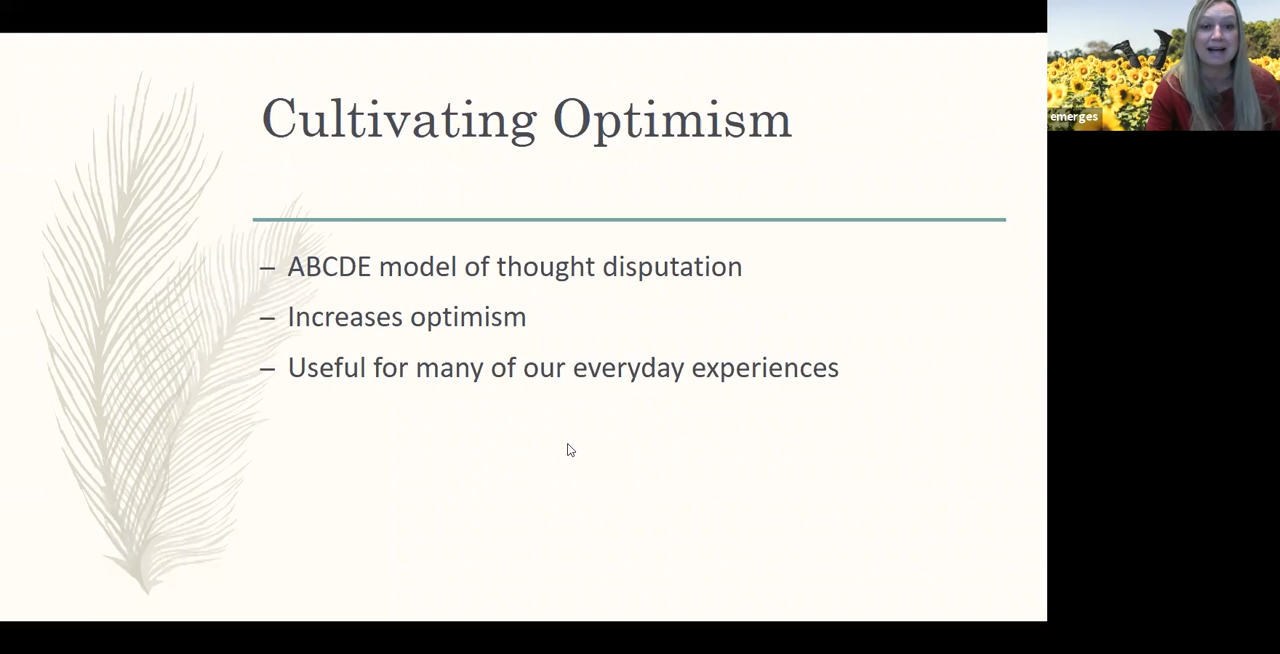 Cultivating Optimism
– ABCDE model of thought disputation
– Increases optimism
– Useful for many of our everyday experiences
emerges